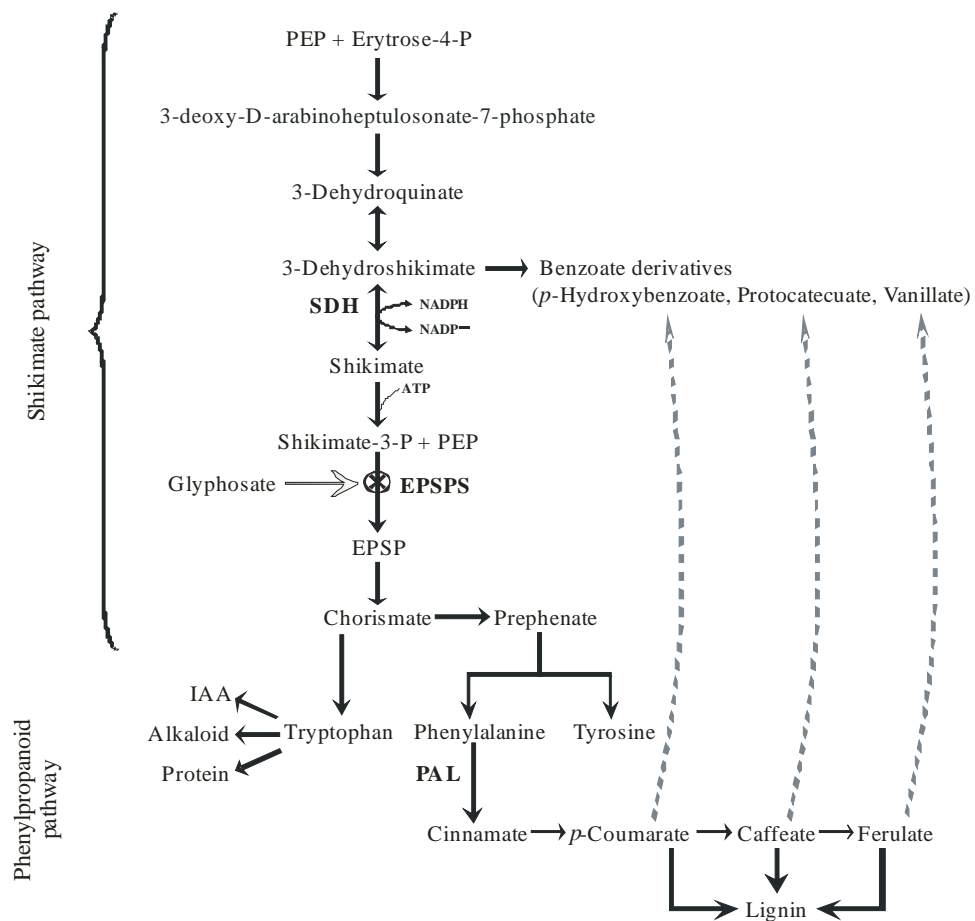 PEP + Erytrose-4-P
3-deoxy-D-arabinoheptulosonate-7-phosphate
3-Dehydroquinate
3-Dehydroshikimate
Benzoate derivatives
(p-Hydroxybenzoate, Protocatecuate, Vanillate)
SDH
NADPH
NADP−
Shikimate
ATP
Shikimate-3-P + PEP
Glyphosate
EPSPS
EPSP
Chorismate
Prephenate
Shikimate pathway
IAA
Alkaloid
Protein
Tryptophan
Phenylalanine
Tyrosine
PAL
Cinnamate
p-Coumarate
Caffeate
Ferulate
Lignin
Phenylpropanoid
pathway